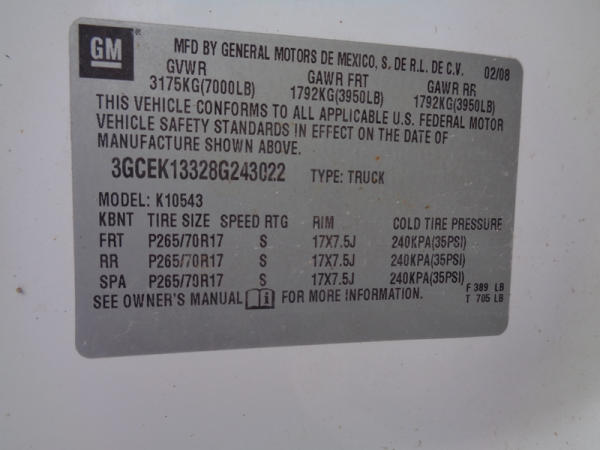 GM MFD BY GENERAL MOTORS DE MEXICO, S. DE R.L. DE C.V. 02/08
GVWR GAWR FRT GAWR RR
3175KG(7000LB) 1792KG(3950LB) 1792KG(3950LB)
THIS VEHICLE CONFORMS TO ALL APPLICABLE U.S. FEDERAL MOTOR
VEHICLE SAFETY STANDARDS IN EFFECT ON THE DATE OF
MANUFACTURE SHOWN ABOVE.
3GCEK13328G243022 TYPE: TRUCK
MODEL: K10543
KBNT TIRE SIZE SPEED RTG RIM COLD TIRE PRESSURE
FRT P265/70R17 S 17X7.5J 240KPA(35PSI)
RR P265/70R17 S 17X7.5J 240KPA(35PSI)
SPA P265/70R17 S 17X7.5J 240KPA(35PSI)
SEE OWNER'S MANUAL i FOR MORE INFORMATION. F 389 LB
T 705 LB